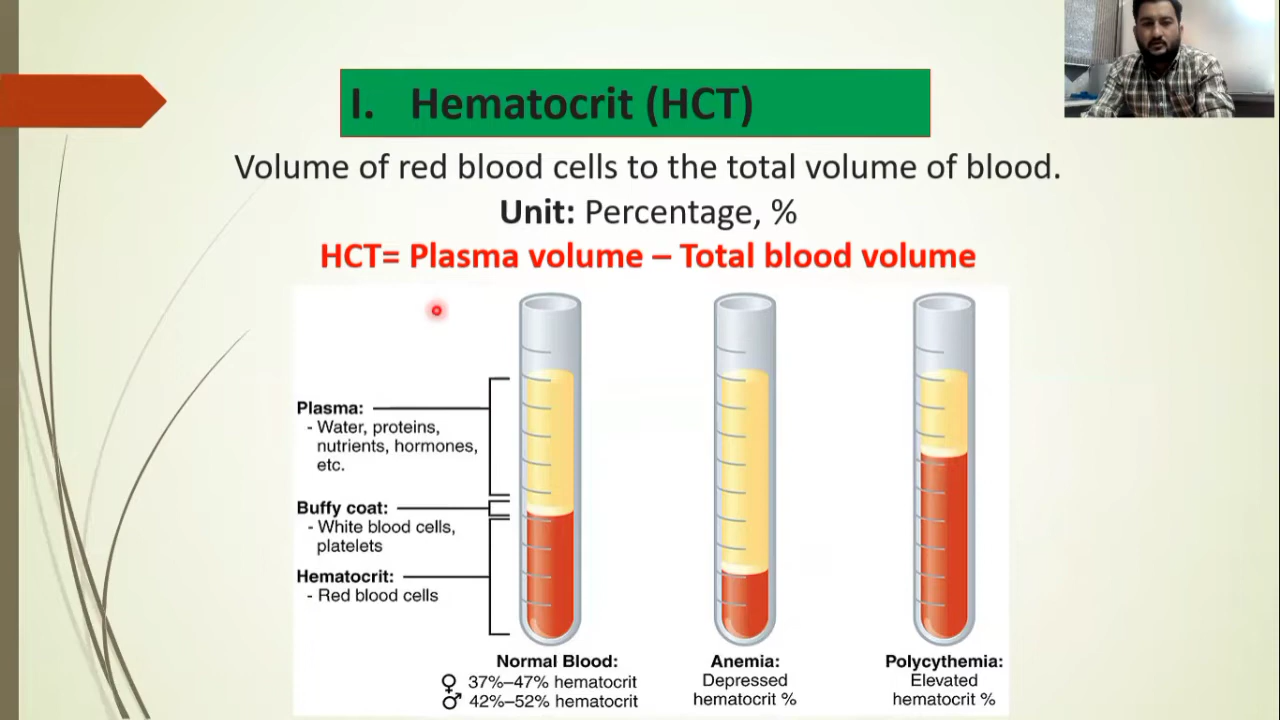 I. Hematocrit (HCT)
Volume of red blood cells to the total volume of blood.
Unit: Percentage, %
HCT= Plasma volume – Total blood volume
Plasma:
- Water, proteins,
nutrients, hormones,
etc.
Buffy coat:
- White blood cells,
platelets
Hematocrit:
- Red blood cells
Normal Blood:
♀ 37%–47% hematocrit
♂ 42%–52% hematocrit
Anemia:
Depressed
hematocrit %
Polycythemia:
Elevated
hematocrit %